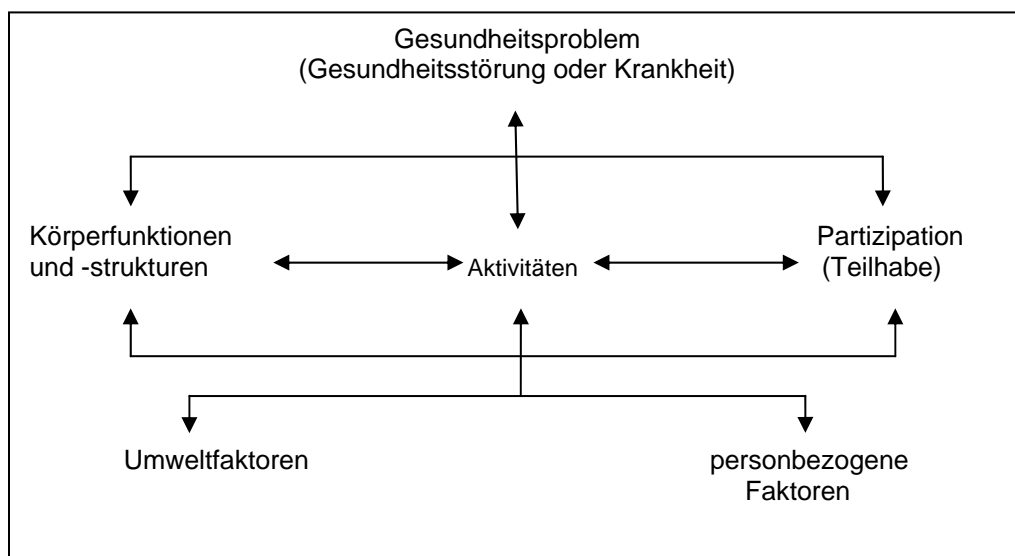 Gesundheitsproblem
(Gesundheitsstörung oder Krankheit)
Körperfunktionen
und -strukturen
Aktivitäten
Partizipation
(Teilhabe)
Umweltfaktoren
personbezogene
Faktoren